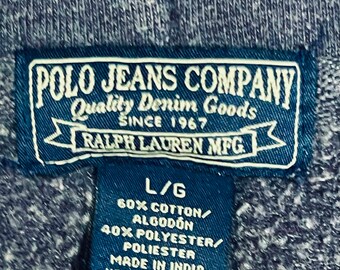 POLO JEANS COMPANY
Quality Denim Goods
SINCE 1967
RALPH LAUREN MFG.
L/G
60% COTTON/
ALGODÓN
40% POLYESTER/
POLIESTER
MADE IN INDIA